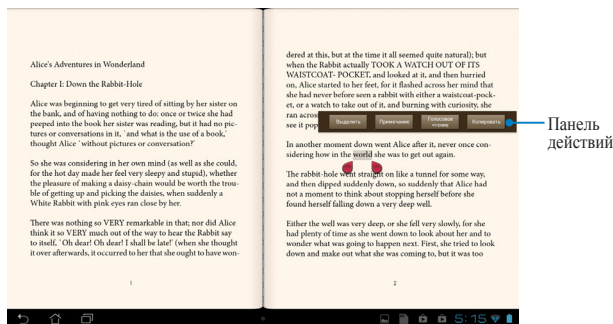 Alice's Adventures in Wonderland
Chapter I: Down the Rabbit-Hole
Alice was beginning to get very tired of sitting by her sister on
the bank, and of having nothing to do: once or twice she had
peeped into the book her sister was reading, but it had no pic-
tures or conversations in it, `and what is the use of a book,'
thought Alice `without pictures or conversation?'
So she was considering in her own mind (as well as she could,
for the hot day made her feel very sleepy and stupid), whether
the pleasure of making a daisy-chain would be worth the trou-
ble of getting up and picking the daisies, when suddenly a
White Rabbit with pink eyes ran close by her.
There was nothing so VERY remarkable in that; nor did Alice
think it so VERY much out of the way to hear the Rabbit say
to itself, `Oh dear! Oh dear! I shall be late!' (when she thought
it over afterwards, it occurred to her that she ought to have won-
1
dered at this, but at the time it all seemed quite natural); but
when the Rabbit actually TOOK A WATCH OUT OF ITS
WAISTCOAT- POCKET, and looked at it, and then hurried
on, Alice started to her feet, for it flashed across her mind that
she had never before seen a rabbit with either a waistcoat-pock-
et, or a watch to take out of it, and burning with curiosity, she
ran acros
see it pop
Выделить
Примечание
Голосовое
чтение
Копировать
In another moment down went Alice after it, never once con-
sidering how in the world she was to get out again.
The rabbit-hole went straight on like a tunnel for some way,
and then dipped suddenly down, so suddenly that Alice had
not a moment to think about stopping herself before she
found herself falling down a very deep well.
Either the well was very deep, or she fell very slowly, for she
had plenty of time as she went down to look about her and to
wonder what was going to happen next. First, she tried to look
down and make out what she was coming to, but it was too
2
5:15
Панель
действий